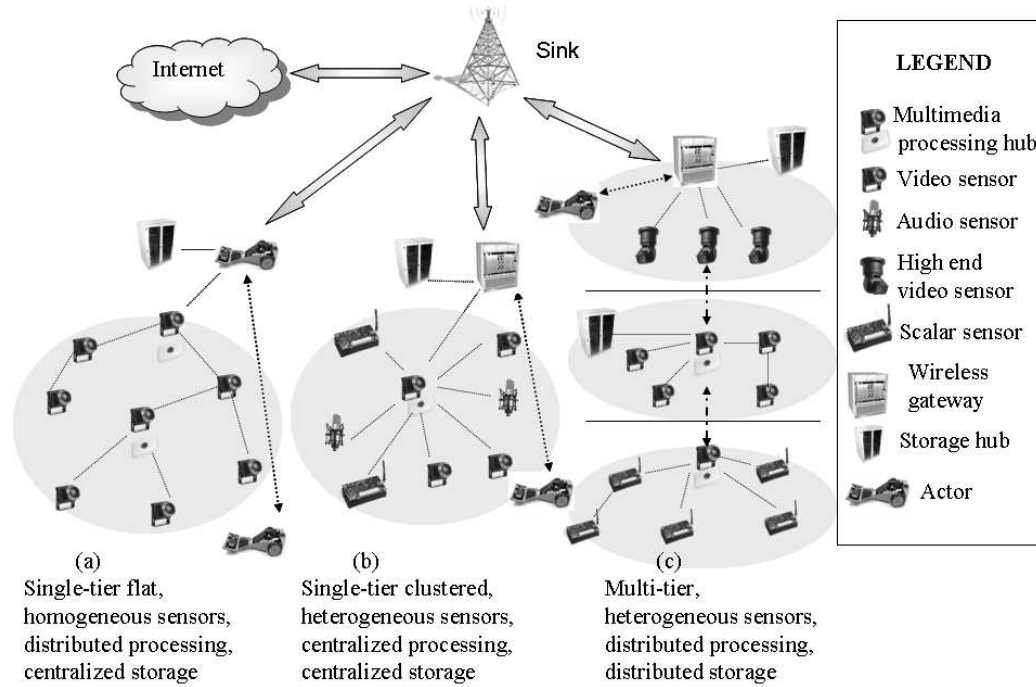 Internet
Sink
LEGEND
Multimedia
processing hub
Video sensor
Audio sensor
High end
video sensor
Scalar sensor
Wireless
gateway
Storage hub
Actor
(a)
Single-tier flat,
homogeneous sensors,
distributed processing,
centralized storage
(b)
Single-tier clustered,
heterogeneous sensors,
centralized processing,
centralized storage
(c)
Multi-tier,
heterogeneous sensors,
distributed processing,
distributed storage